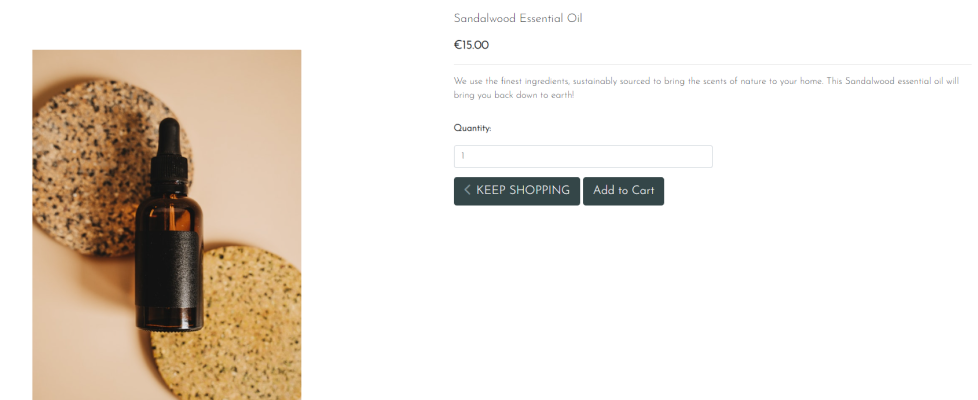 Sandalwood Essential Oil
€15.00
We use the finest ingredients, sustainably sourced to bring the scents of nature to your home. This Sandalwood essential oil will
bring you back down to earth!
Quantity:
1
KEEP SHOPPING Add to Cart